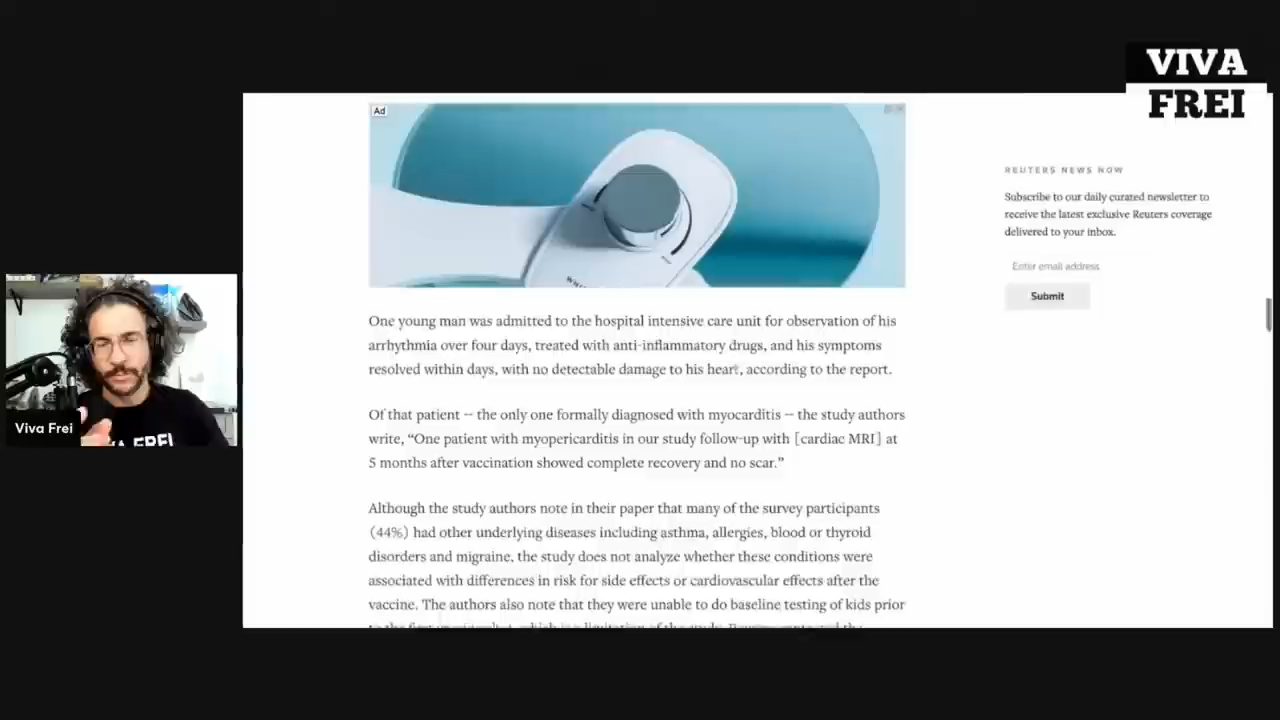 VIVA
FREI
Ad
REUTERS NEWS NOW
Subscribe to our daily curated newsletter to
receive the latest exclusive Reuters coverage
delivered to your inbox.
Enter email address
Submit
One young man was admitted to the hospital intensive care unit for observation of his
arrhythmia over four days, treated with anti-inflammatory drugs, and his symptoms
resolved within days, with no detectable damage to his heart, according to the report.
Of that patient -- the only one formally diagnosed with myocarditis -- the study authors
write, “One patient with myopericarditis in our study follow-up with [cardiac MRI] at
5 months after vaccination showed complete recovery and no scar.”
Although the study authors note in their paper that many of the survey participants
(44%) had other underlying diseases including asthma, allergies, blood or thyroid
disorders and migraine, the study does not analyze whether these conditions were
associated with differences in risk for side effects or cardiovascular effects after the
vaccine. The authors also note that they were unable to do baseline testing of kids prior
Viva Frei